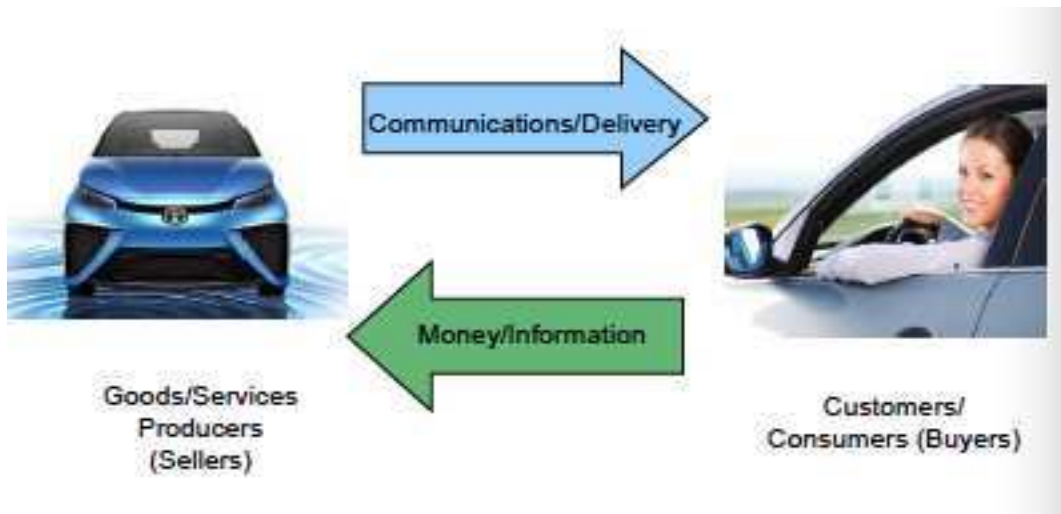 Communications/Delivery
Money/Information
Goods/Services
Producers
(Sellers)
Customers/
Consumers (Buyers)